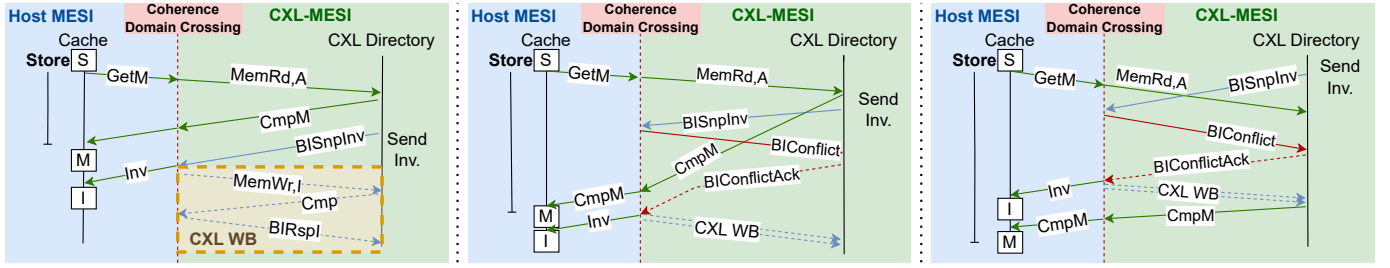 Host MESI
Coherence
Domain Crossing
CXL-MESI
Cache
CXL Directory
Store
S
GetM
MemRd,A
CmpM
BISnpInv
Send
Inv.
M
Inv
I
MemWr,I
Cmp
BIRspI
CXL WB
Host MESI
Coherence
Domain Crossing
CXL-MESI
Cache
CXL Directory
Store
S
GetM
MemRd,A
Send
Inv.
BISnpInv
BIConflict
CmpM
BIConflictAck
CmpM
M
Inv
I
CXL WB
Host MESI
Coherence
Domain Crossing
CXL-MESI
Cache
CXL Directory
Store
S
GetM
MemRd,A
BISnpInv
Send
Inv.
BIConflict
BIConflictAck
Inv
CXL WB
I
CmpM
CmpM
M